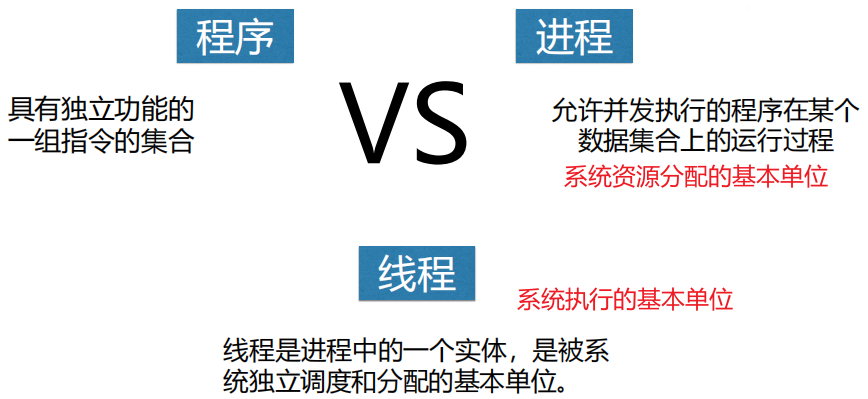 程序
进程
具有独立功能的
一组指令的集合
VS
允许并发执行的程序在某个
数据集合上的运行过程
系统资源分配的基本单位
线程
系统执行的基本单位
线程是进程中的一个实体，是被系
统独立调度和分配的基本单位。